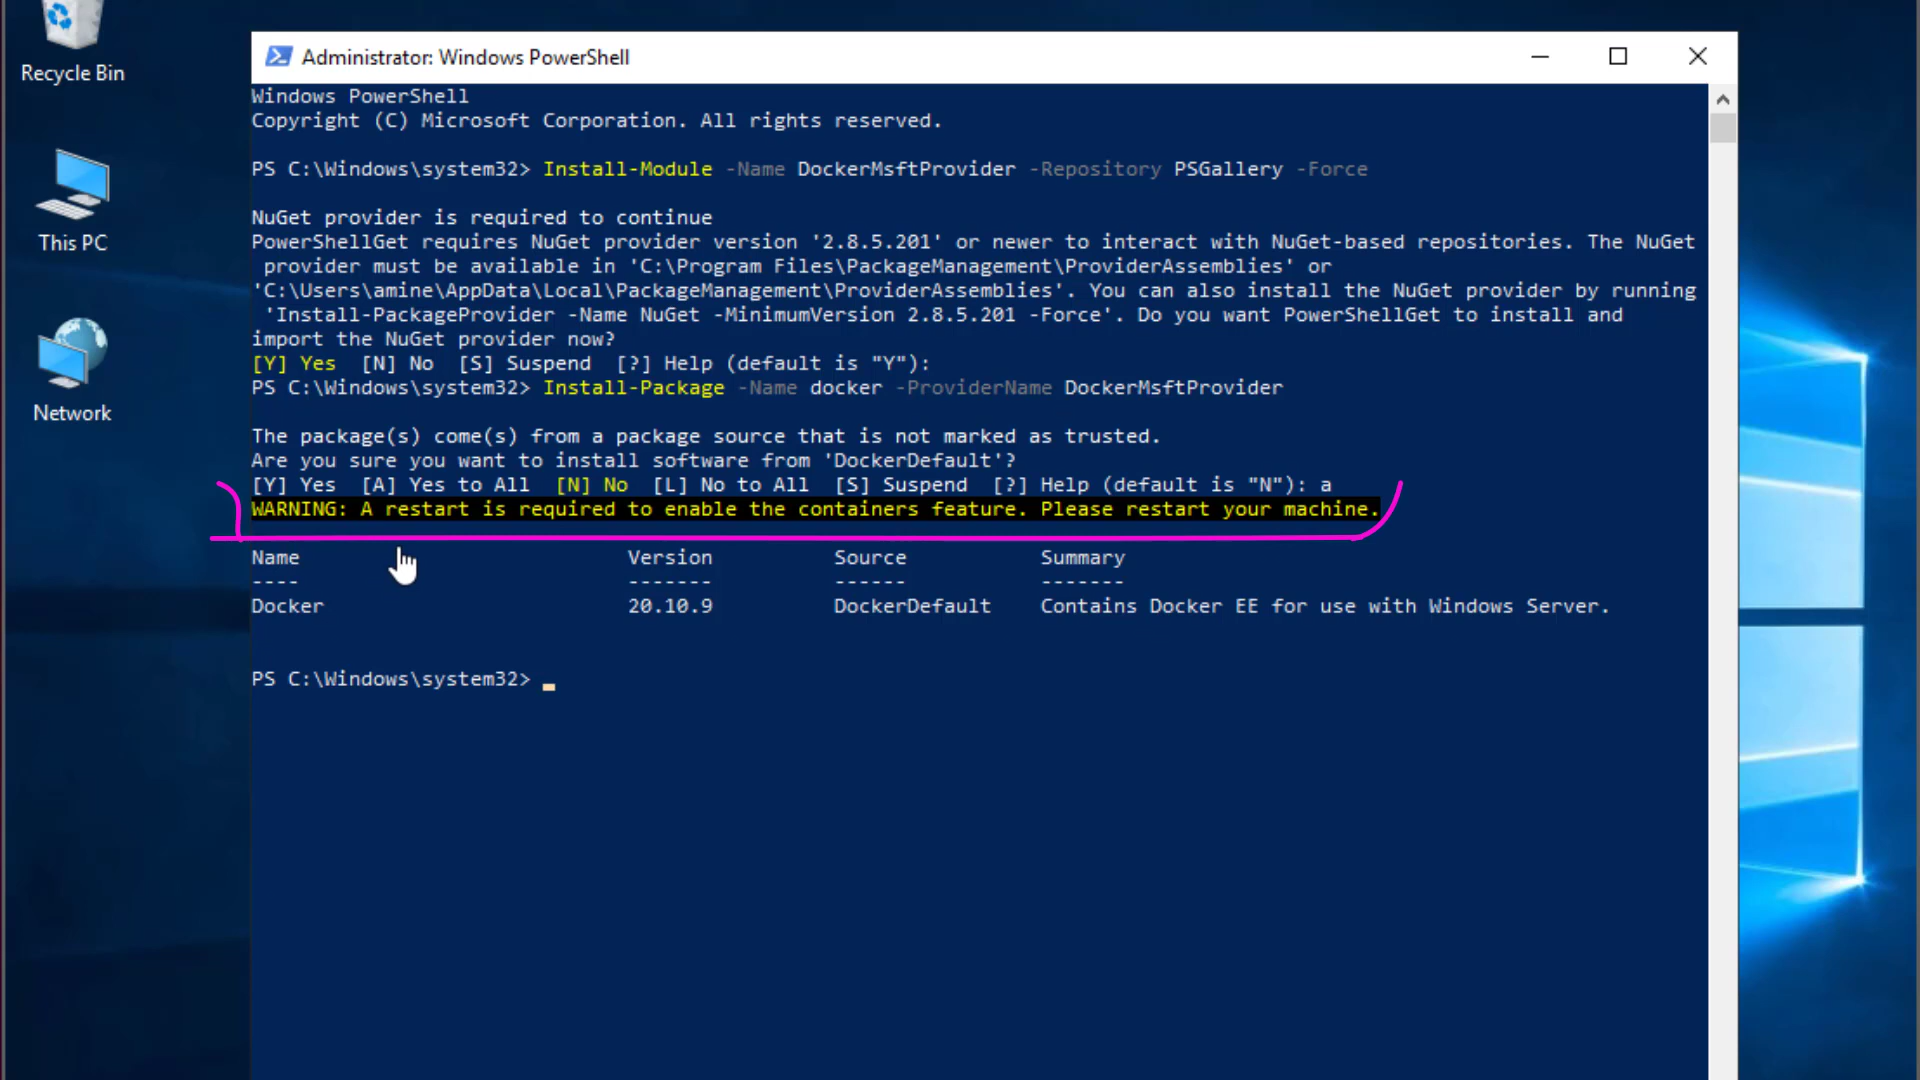 Recycle Bin
This PC
Network
Administrator: Windows PowerShell
Windows PowerShell
Copyright (C) Microsoft Corporation. All rights reserved.
PS C:\Windows\system32> Install-Module -Name DockerMsftProvider -Repository PSGallery -Force
NuGet provider is required to continue
PowerShellGet requires NuGet provider version '2.8.5.201' or newer to interact with NuGet-based repositories. The NuGet
provider must be available in 'C:\Program Files\PackageManagement\ProviderAssemblies' or
'C:\Users\amine\AppData\Local\PackageManagement\ProviderAssemblies'. You can also install the NuGet provider by running
'Install-PackageProvider -Name NuGet -MinimumVersion 2.8.5.201 -Force'. Do you want PowerShellGet to install and
import the NuGet provider now?
[Y] Yes [N] No [S] Suspend [?] Help (default is "Y"):
PS C:\Windows\system32> Install-Package -Name docker -ProviderName DockerMsftProvider
The package(s) come(s) from a package source that is not marked as trusted.
Are you sure you want to install software from 'DockerDefault'?
[Y] Yes [A] Yes to All [N] No [L] No to All [S] Suspend [?] Help (default is "N"): a
WARNING: A restart is required to enable the containers feature. Please restart your machine.
Name Version Source Summary
---- ------- ------ -------
Docker 20.10.9 DockerDefault Contains Docker EE for use with Windows Server.
PS C:\Windows\system32>